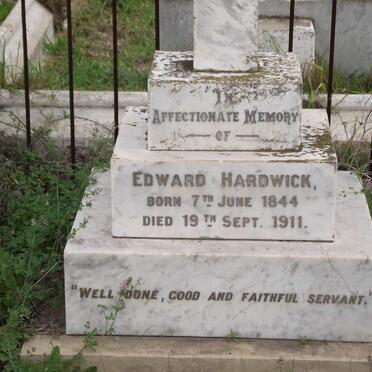 IN
AFFECTIONATE MEMORY
— OF —
EDWARD HARDWICK,
BORN 7TH JUNE 1844
DIED 19TH SEPT. 1911.
"WELL DONE, GOOD AND FAITHFUL SERVANT."